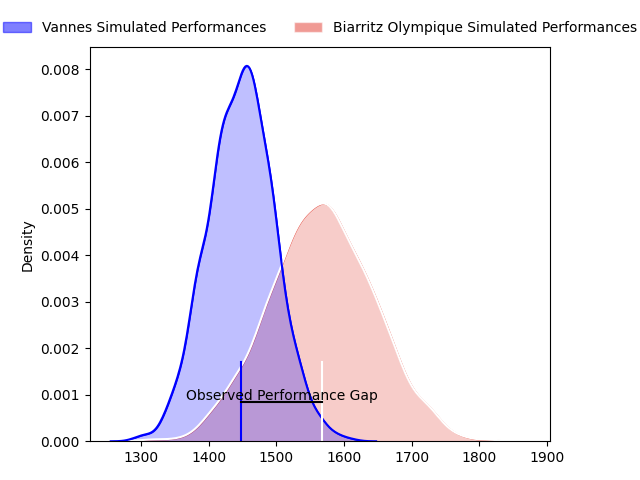 Vannes Simulated Performances
Biarritz Olympique Simulated Performances
0.008
0.007
0.006
0.005
0.004
0.003
0.002
0.001
0.000
Density
Observed Performance Gap
1300 1400 1500 1600 1700 1800 1900